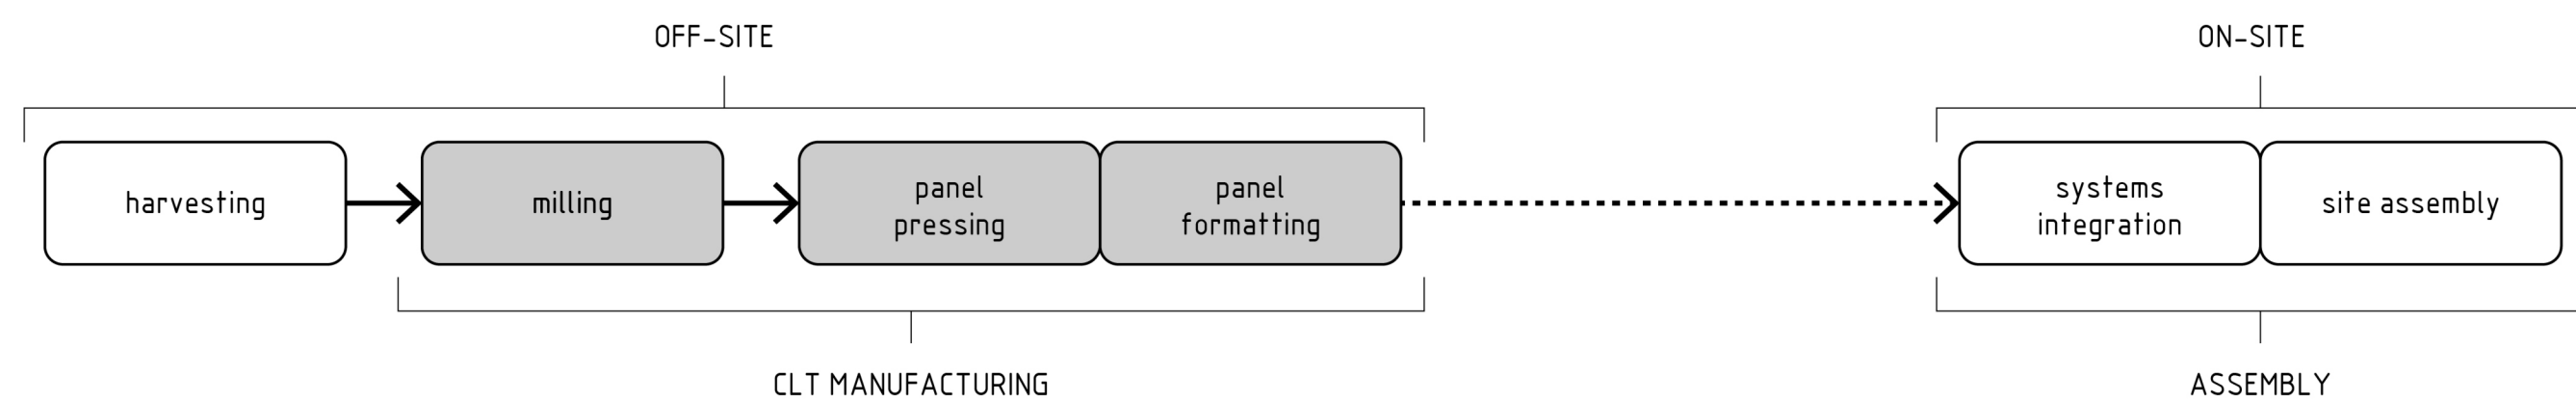 OFF-SITE
ON-SITE
harvesting
milling
panel
pressing
panel
formatting
systems
integration
site assembly
CLT MANUFACTURING
ASSEMBLY